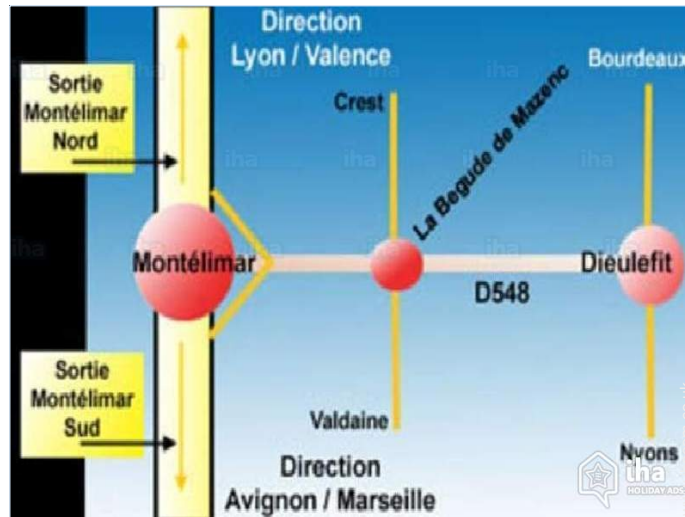 Direction
Lyon / Valence
Bourdeaux
Sortie
Montélimar
Nord
Crest
La Begude de Mazenc
Montélimar
Dieulefit
D548
Sortie
Montélimar
Sud
Valdaine
Nyons
Direction
Avignon / Marseille
iha
HOLIDAY ADS